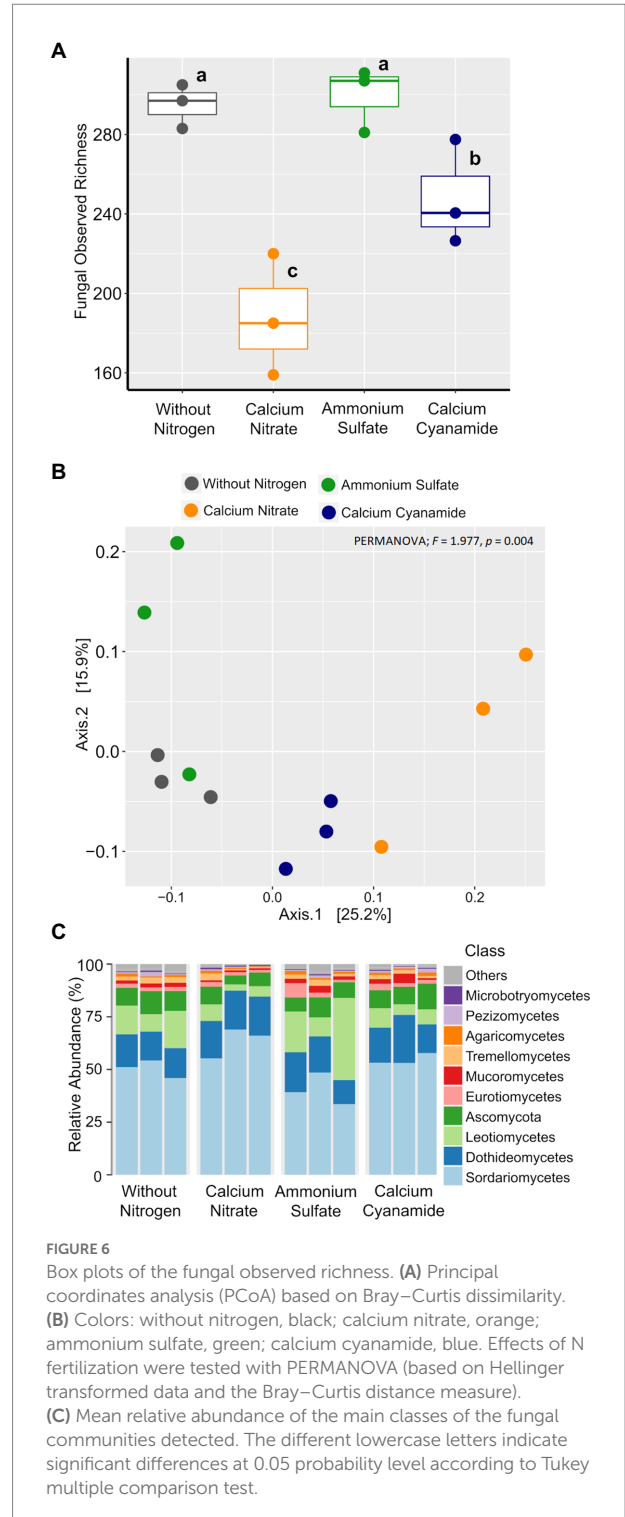 A
Fungal Observed Richness
280
240
200
160
a
c
a
b
Without Nitrogen
Calcium Nitrate
Ammonium Sulfate
Calcium Cyanamide
B
Without Nitrogen
Ammonium Sulfate
Calcium Nitrate
Calcium Cyanamide
PERMANOVA; F = 1.977, p = 0.004
Axis.2 [15.9%]
0.2
0.1
0.0
−0.1
−0.1
0.0
0.1
0.2
Axis.1 [25.2%]
C
Relative Abundance (%)
100
75
50
25
0
Without Nitrogen
Calcium Nitrate
Ammonium Sulfate
Calcium Cyanamide
Class
Others
Microbotryomycetes
Pezizomycetes
Agaricomycetes
Tremellomycetes
Mucoromycetes
Eurotiomycetes
Ascomycota
Leotiomycetes
Dothideomycetes
Sordariomycetes
FIGURE 6
Box plots of the fungal observed richness. (A) Principal
coordinates analysis (PCoA) based on Bray–Curtis dissimilarity.
(B) Colors: without nitrogen, black; calcium nitrate, orange;
ammonium sulfate, green; calcium cyanamide, blue. Effects of N
fertilization were tested with PERMANOVA (based on Hellinger
transformed data and the Bray–Curtis distance measure).
(C) Mean relative abundance of the main classes of the fungal
communities detected. The different lowercase letters indicate
significant differences at 0.05 probability level according to Tukey
multiple comparison test.